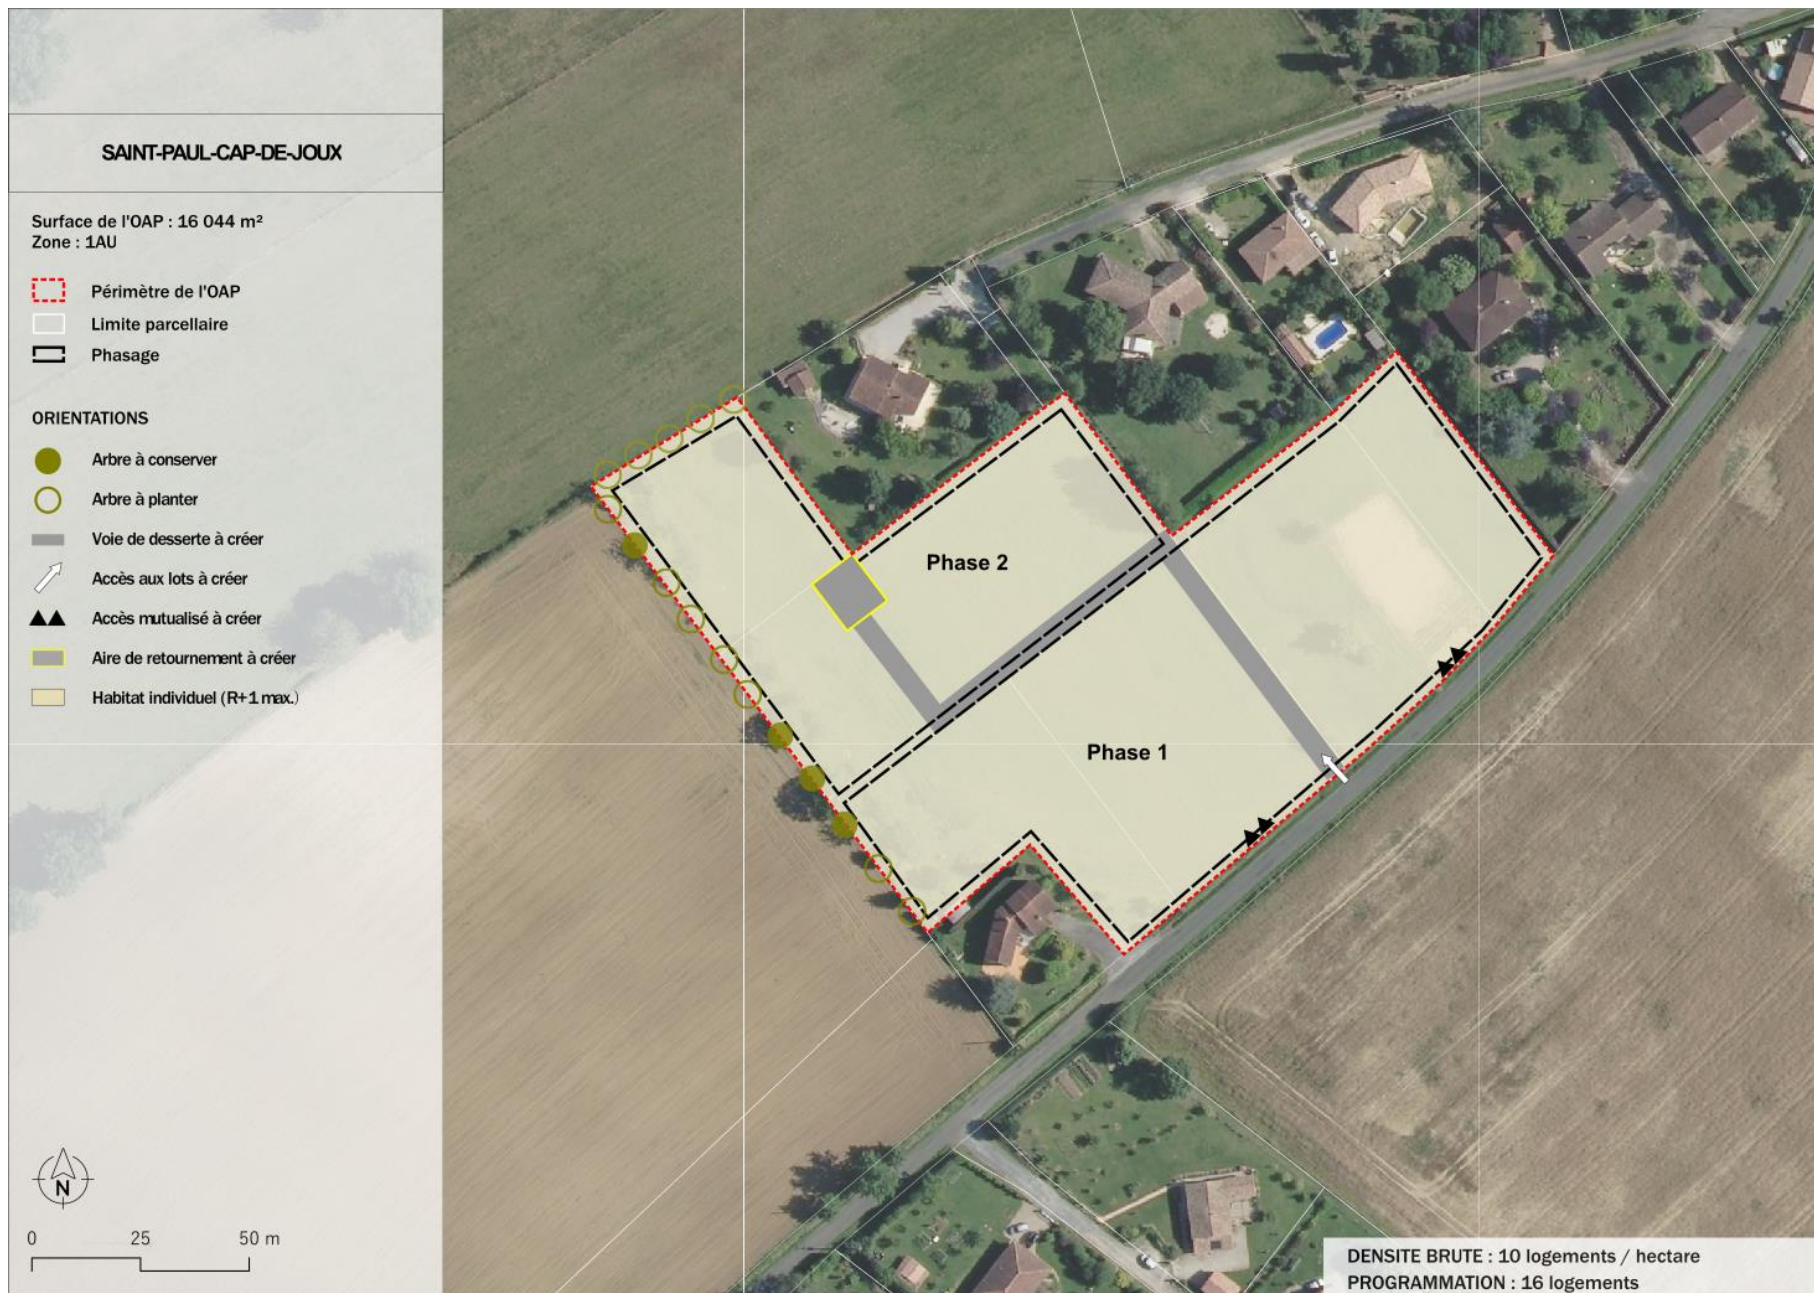 SAINT-PAUL-CAP-DE-JOUX
Surface de l'OAP : 16 044 m²
Zone : 1AU
Périmètre de l'OAP
Limite parcellaire
Phasage
ORIENTATIONS
Arbre à conserver
Arbre à planter
Voie de desserte à créer
Accès aux lots à créer
Accès mutualisé à créer
Aire de retournement à créer
Habitat individuel (R+1 max.)
Phase 2
Phase 1
N
0 25 50 m
DENSITE BRUTE : 10 logements / hectare
PROGRAMMATION : 16 logements